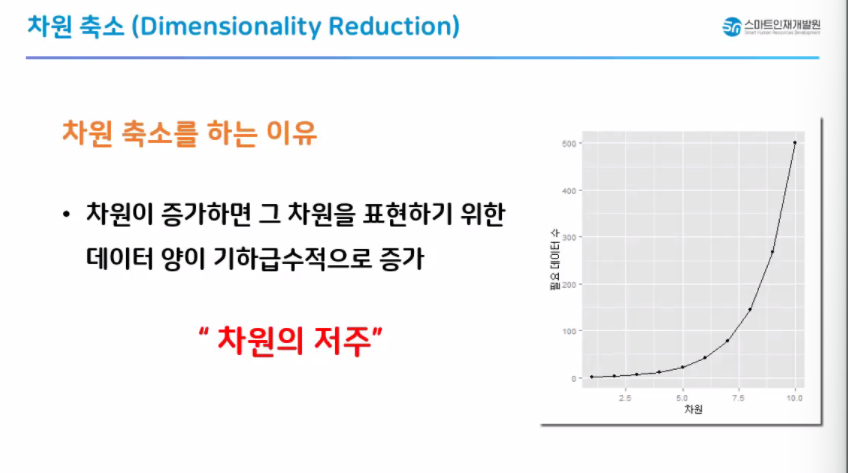 차원 축소 (Dimensionality Reduction)
스마트인재개발원
Smart Human Resources Development
차원 축소를 하는 이유
• 차원이 증가하면 그 차원을 표현하기 위한
데이터 양이 기하급수적으로 증가
“ 차원의 저주”
필요 데이터 수
500
400
300
200
100
0
2.5 5.0 7.5 10.0
차원